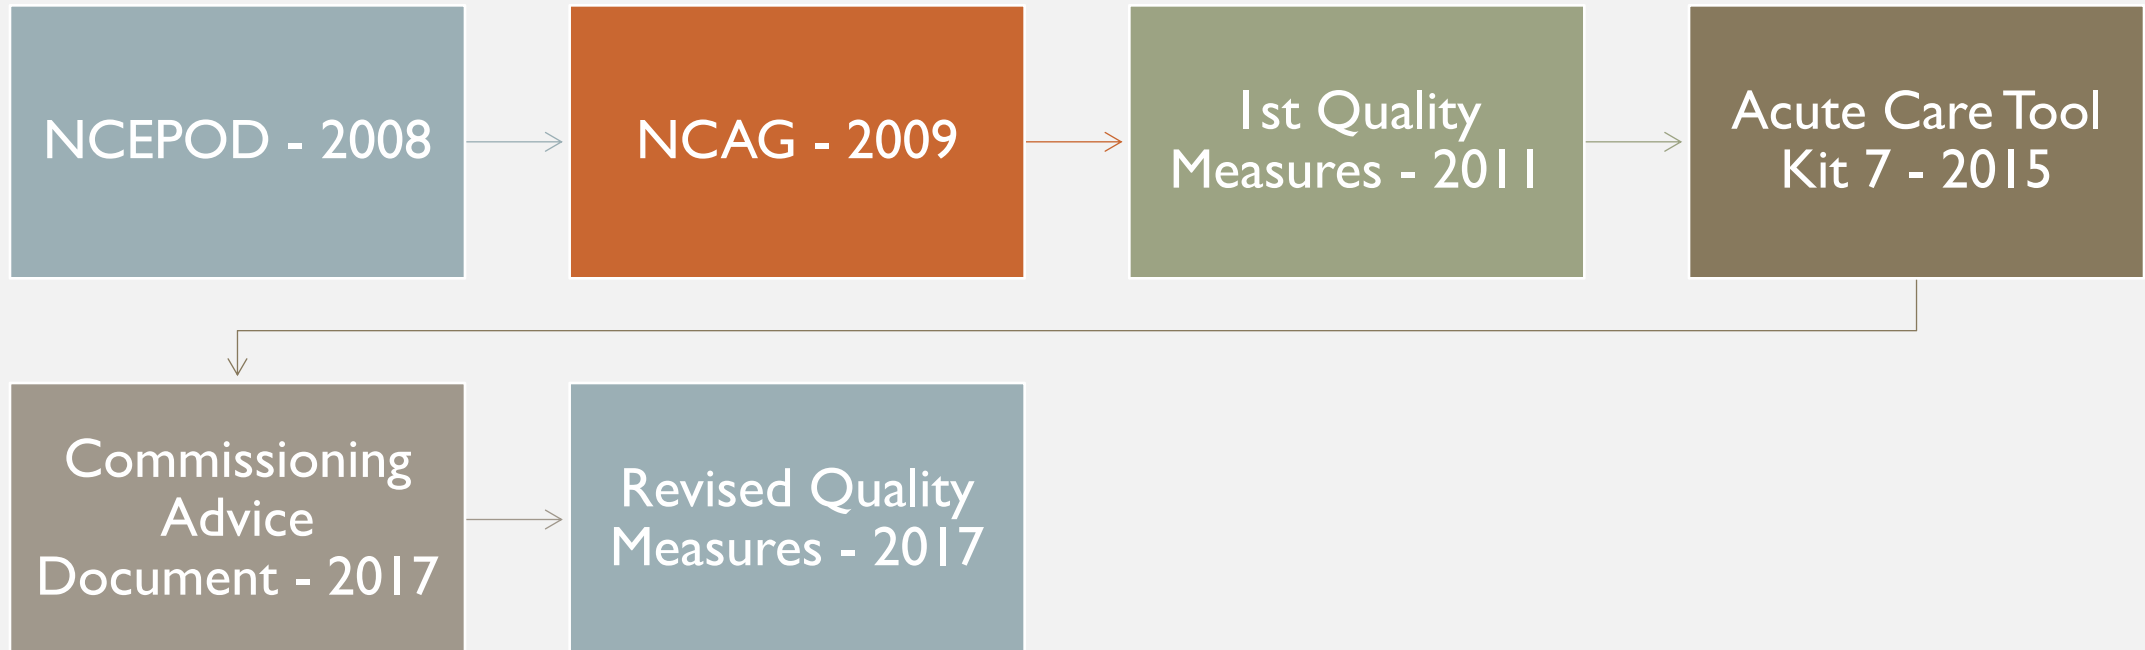 NCEPOD - 2008
NCAG - 2009
1st Quality
Measures - 2011
Acute Care Tool
Kit 7 - 2015
Commissioning
Advice
Document - 2017
Revised Quality
Measures - 2017